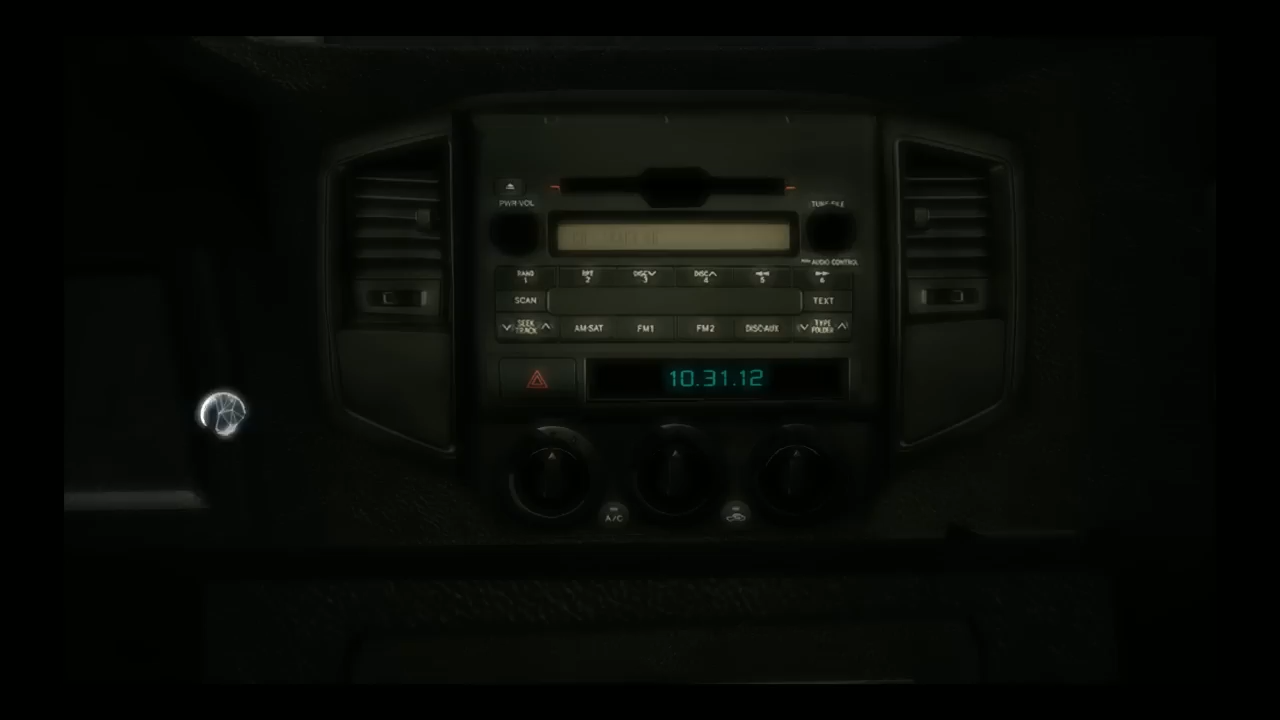 PWR·VOL
TUNE·FILE
PUSH AUDIO CONTROL
RAND RPT DISC DISC
1 2 3 4 5 6
SCAN TEXT
SEEK TRACK AM·SAT FM1 FM2 DISC·AUX TYPE FOLDER
10.31.12
A/C